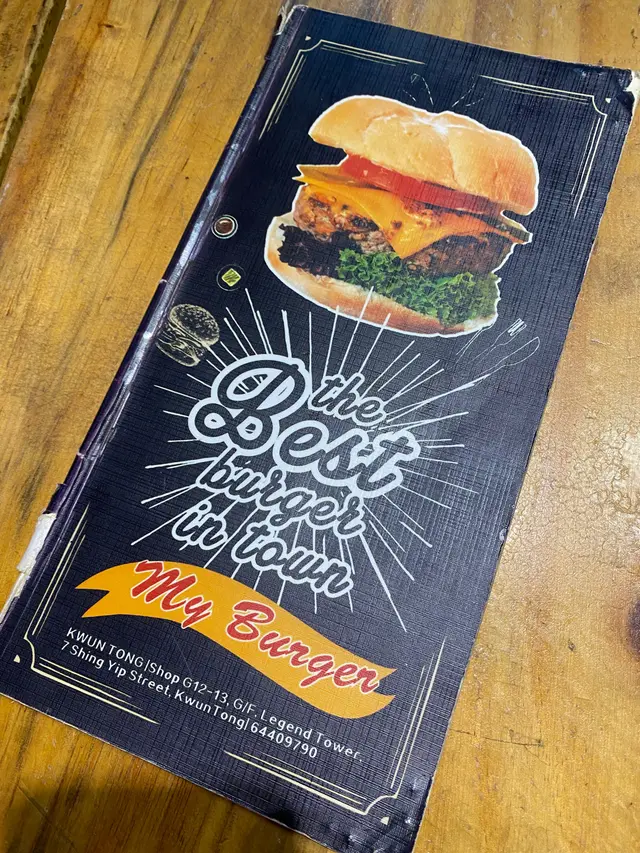 the
Best
burger
in town
My Burger
KWUN TONG|Shop G12-13, G/F, Legend Tower,
7 Shing Yip Street, KwunTong| 64409790